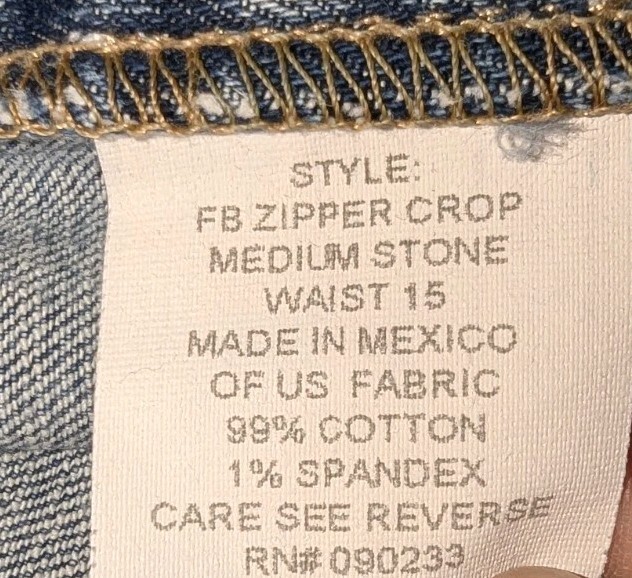 STYLE:
FB ZIPPER CROP
MEDIUM STONE
WAIST 15
MADE IN MEXICO
OF US FABRIC
99% COTTON
1% SPANDEX
CARE SEE REVERSE
RN# 090233